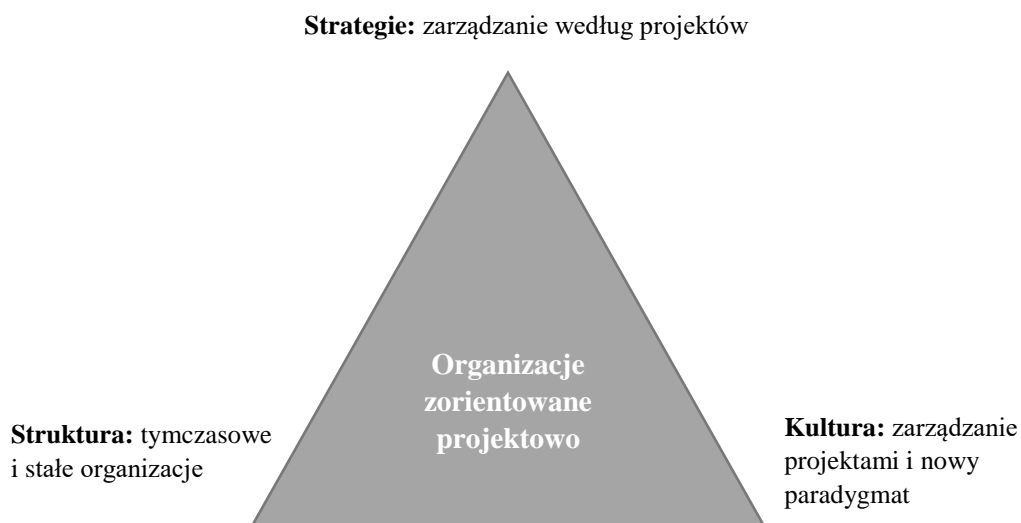 Strategie: zarządzanie według projektów
Organizacje
zorientowane
projektowo
Struktura: tymczasowe
i stałe organizacje
Kultura: zarządzanie
projektami i nowy
paradygmat